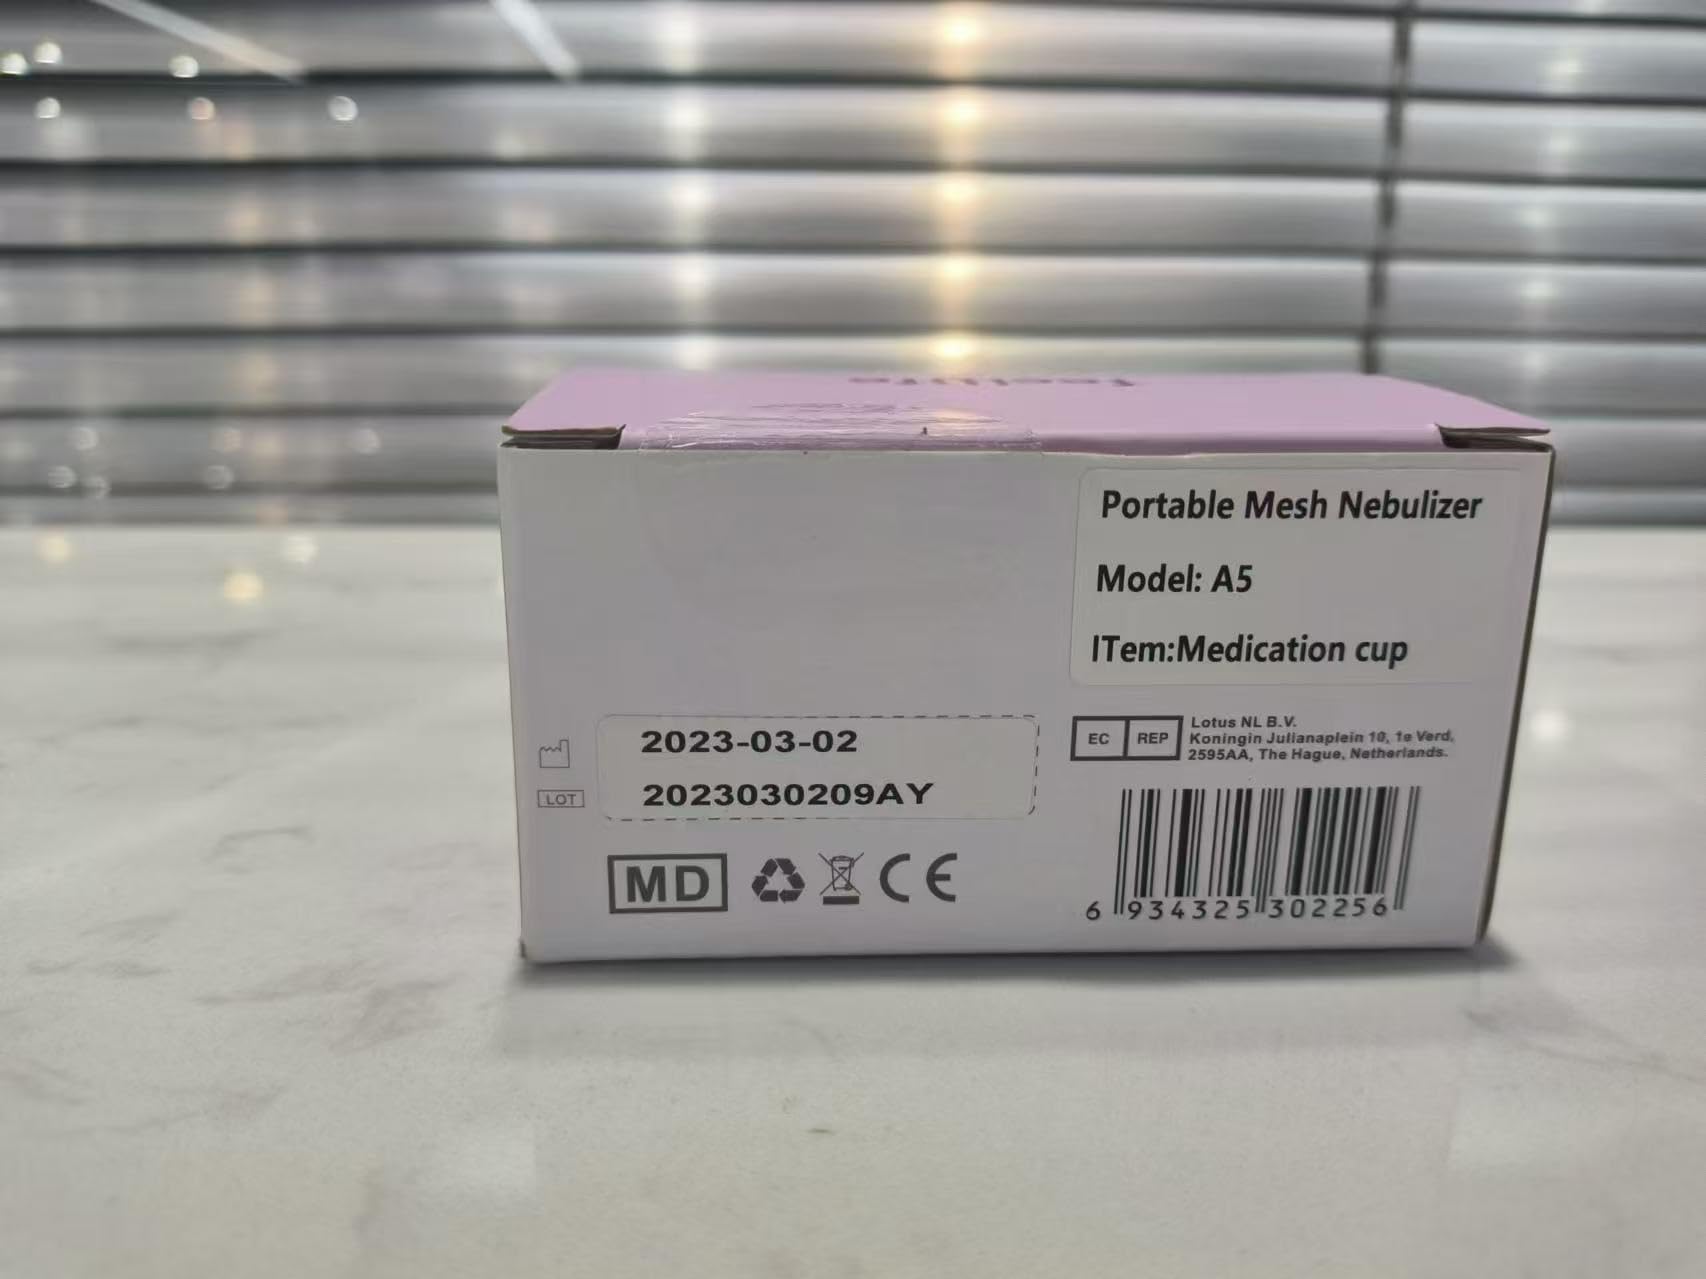 Portable Mesh Nebulizer
Model: A5
ITem:Medication cup
2023-03-02
LOT
2023030209AY
EC REP
Lotus NL B.V.
Koningin Julianaplein 10, 1e Verd,
2595AA, The Hague, Netherlands.
MD
CE
6 934325 302256